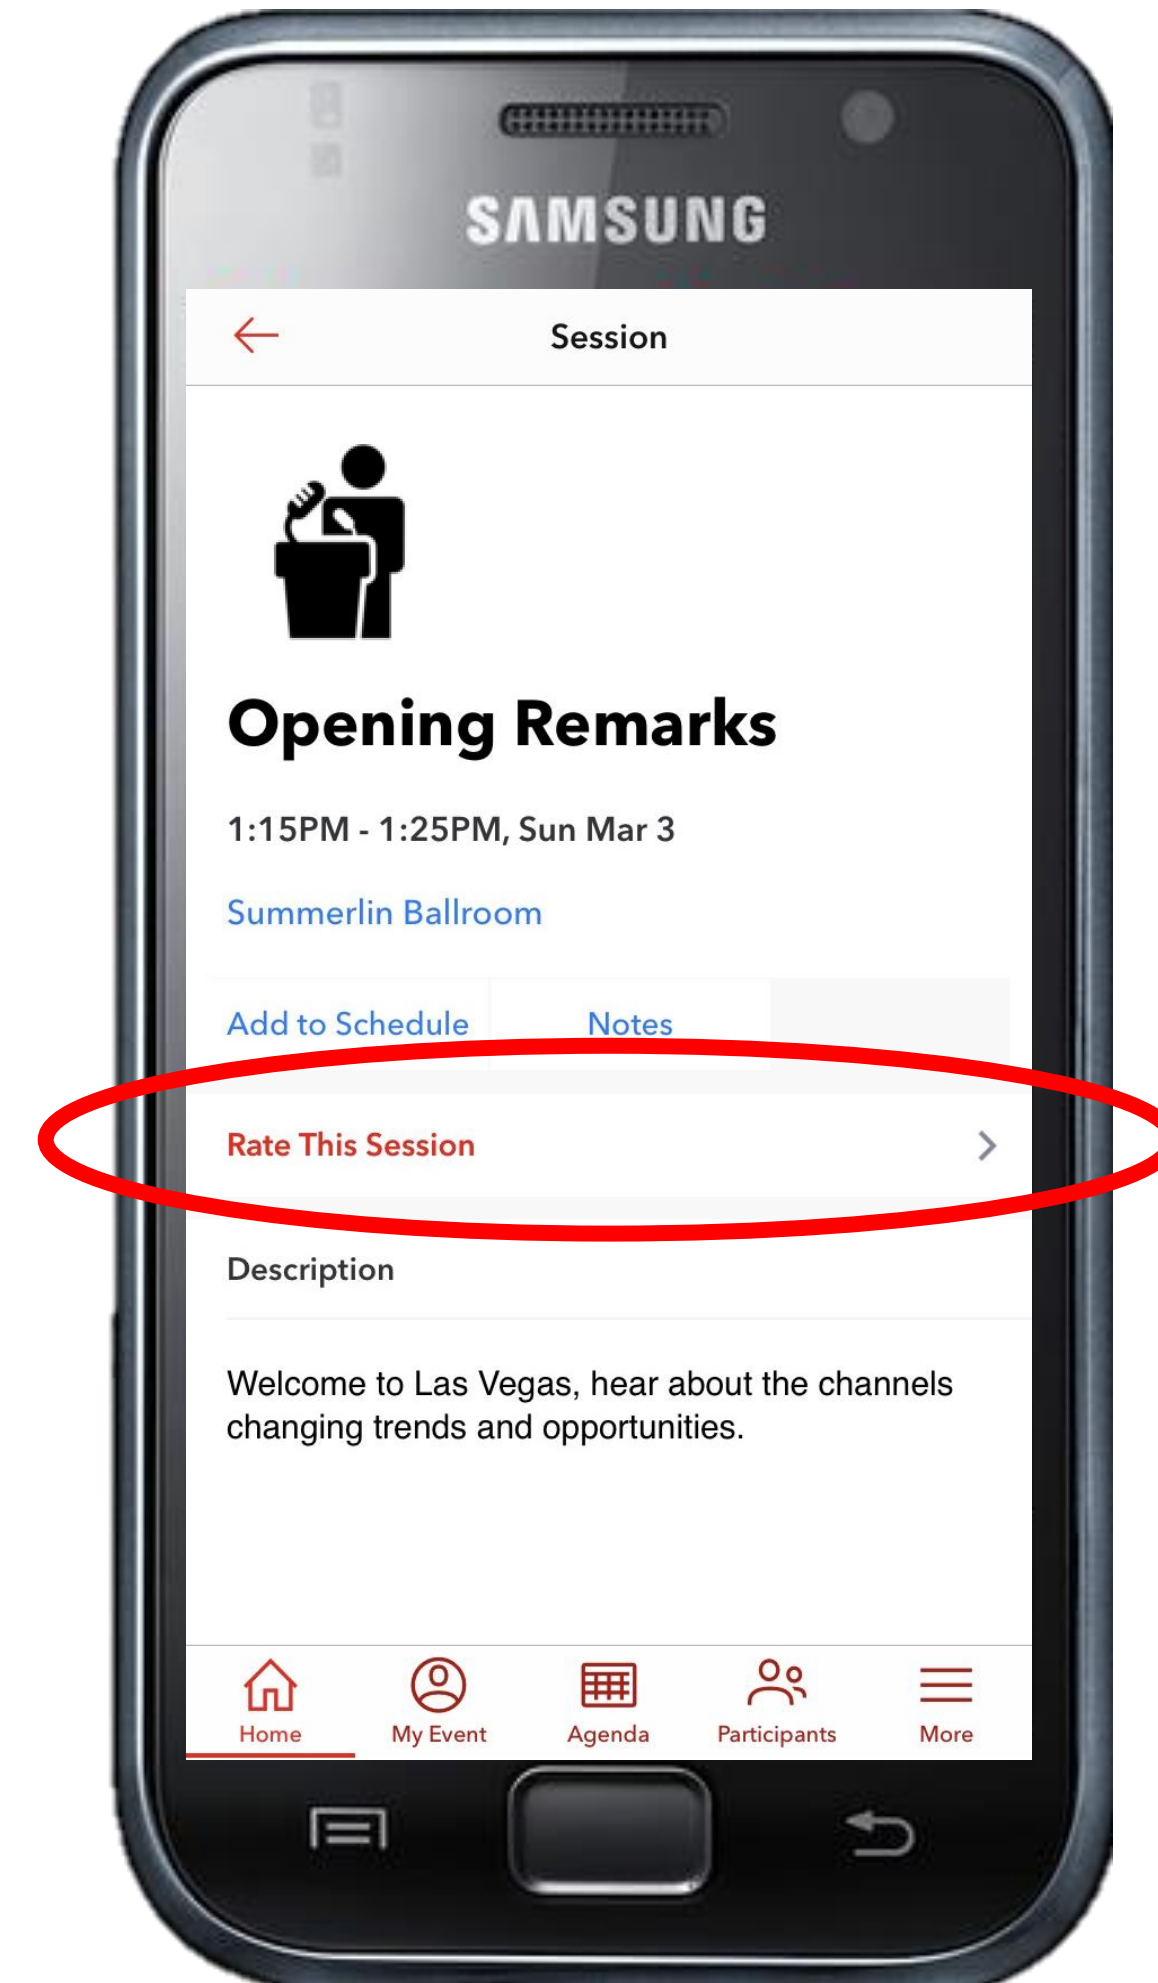 SAMSUNG
Session
Opening Remarks
1:15PM - 1:25PM, Sun Mar 3
Summerlin Ballroom
Add to Schedule Notes
Rate This Session
Description
Welcome to Las Vegas, hear about the channels
changing trends and opportunities.
Home My Event Agenda Participants More